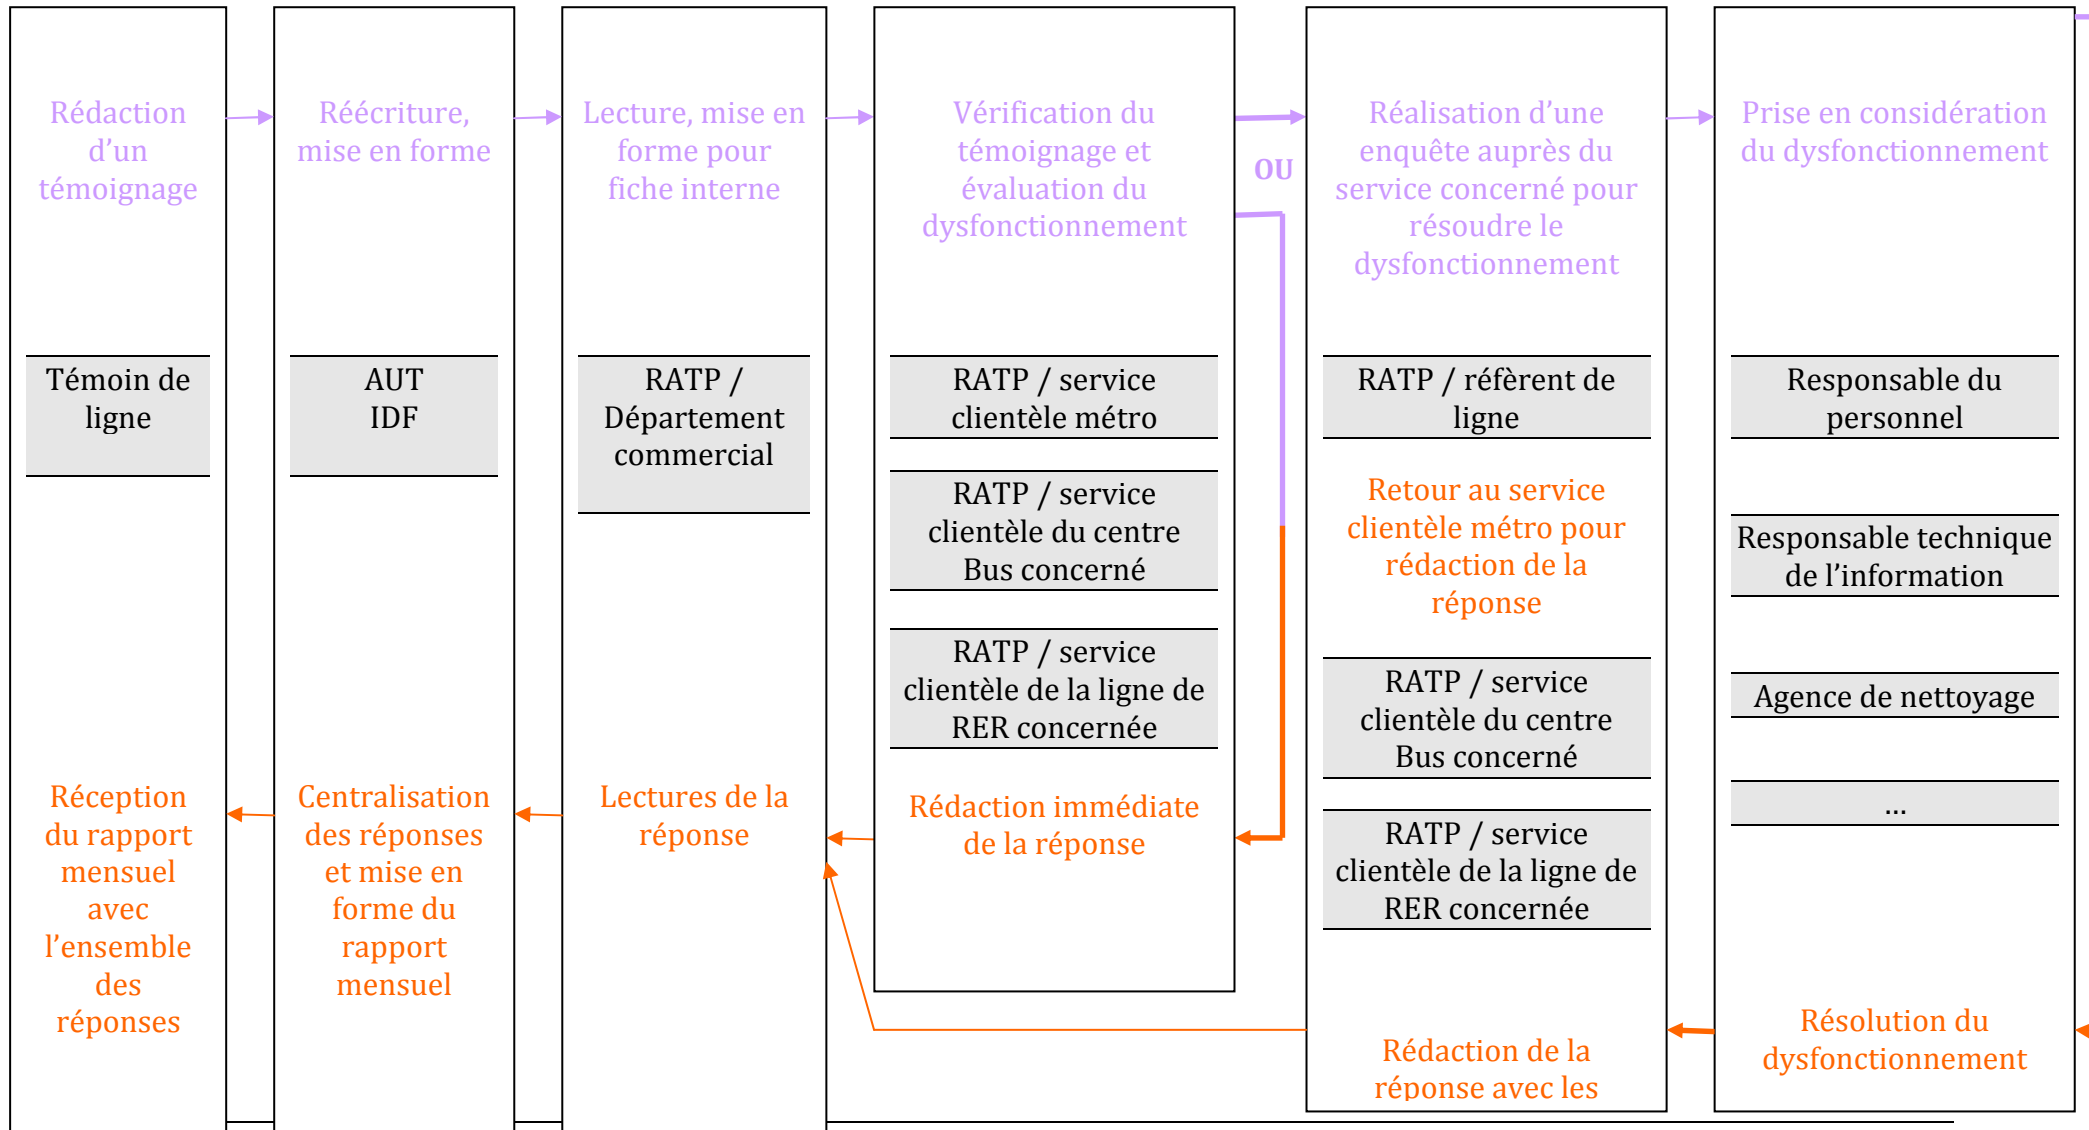 Rédaction
d’un
témoignage
Témoin de
ligne
Réception
du rapport
mensuel
avec
l’ensemble
des
réponses
Réécriture,
mise en forme
AUT
IDF
Centralisation
des réponses
et mise en
forme du
rapport
mensuel
Lecture, mise en
forme pour
fiche interne
RATP /
Département
commercial
Lectures de la
réponse
Vérification du
témoignage et
évaluation du
dysfonctionnement
RATP / service
clientèle métro
RATP / service
clientèle du centre
Bus concerné
RATP / service
clientèle de la ligne de
RER concernée
Rédaction immédiate
de la réponse
OU
Réalisation d’une
enquête auprès du
service concerné pour
résoudre le
dysfonctionnement
RATP / réfèrent de
ligne
Retour au service
clientèle métro pour
rédaction de la
réponse
RATP / service
clientèle du centre
Bus concerné
RATP / service
clientèle de la ligne de
RER concernée
Rédaction de la
réponse avec les
Prise en considération
du dysfonctionnement
Responsable du
personnel
Responsable technique
de l’information
Agence de nettoyage
…
Résolution du
dysfonctionnement